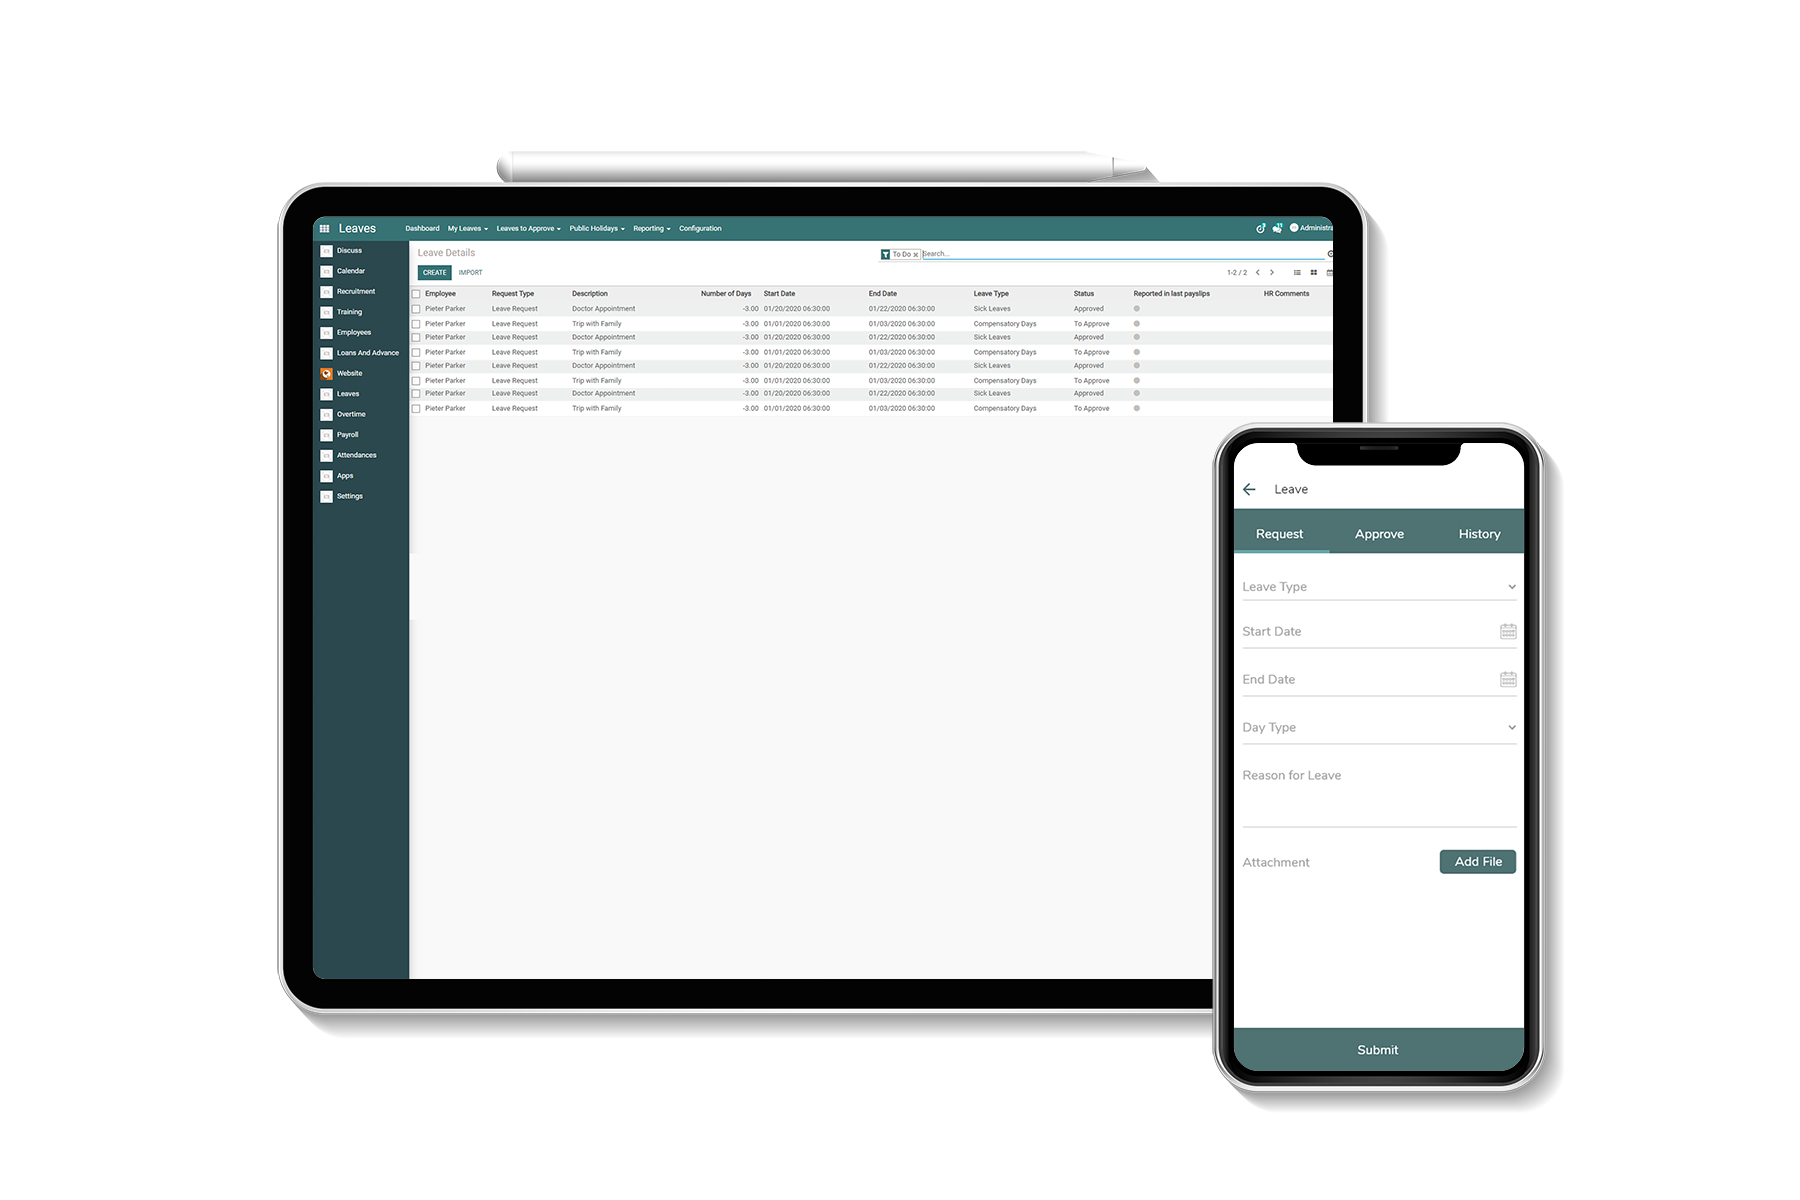 Leaves Dashboard My Leaves Leaves to Approve Public Holidays Reporting Configuration
Discuss
Calendar
Recruitment
Training
Employees
Loans And Advance
Website
Leaves
Overtime
Payroll
Attendances
Apps
Settings
Leave Details
To Do x Search...
CREATE IMPORT
1-2 / 2
Employee Request Type Description Number of Days Start Date End Date Leave Type Status Reported in last payslips HR Comments
Pieter Parker Leave Request Doctor Appointment -3.00 01/20/2020 06:30:00 01/22/2020 06:30:00 Sick Leaves Approved
Pieter Parker Leave Request Trip with Family -3.00 01/01/2020 06:30:00 01/03/2020 06:30:00 Compensatory Days To Approve
Pieter Parker Leave Request Doctor Appointment -3.00 01/20/2020 06:30:00 01/22/2020 06:30:00 Sick Leaves Approved
Pieter Parker Leave Request Trip with Family -3.00 01/01/2020 06:30:00 01/03/2020 06:30:00 Compensatory Days To Approve
Pieter Parker Leave Request Doctor Appointment -3.00 01/20/2020 06:30:00 01/22/2020 06:30:00 Sick Leaves Approved
Pieter Parker Leave Request Trip with Family -3.00 01/01/2020 06:30:00 01/03/2020 06:30:00 Compensatory Days To Approve
Pieter Parker Leave Request Doctor Appointment -3.00 01/20/2020 06:30:00 01/22/2020 06:30:00 Sick Leaves Approved
Pieter Parker Leave Request Trip with Family -3.00 01/01/2020 06:30:00 01/03/2020 06:30:00 Compensatory Days To Approve
Leave
Request Approve History
Leave Type
Start Date
End Date
Day Type
Reason for Leave
Attachment Add File
Submit